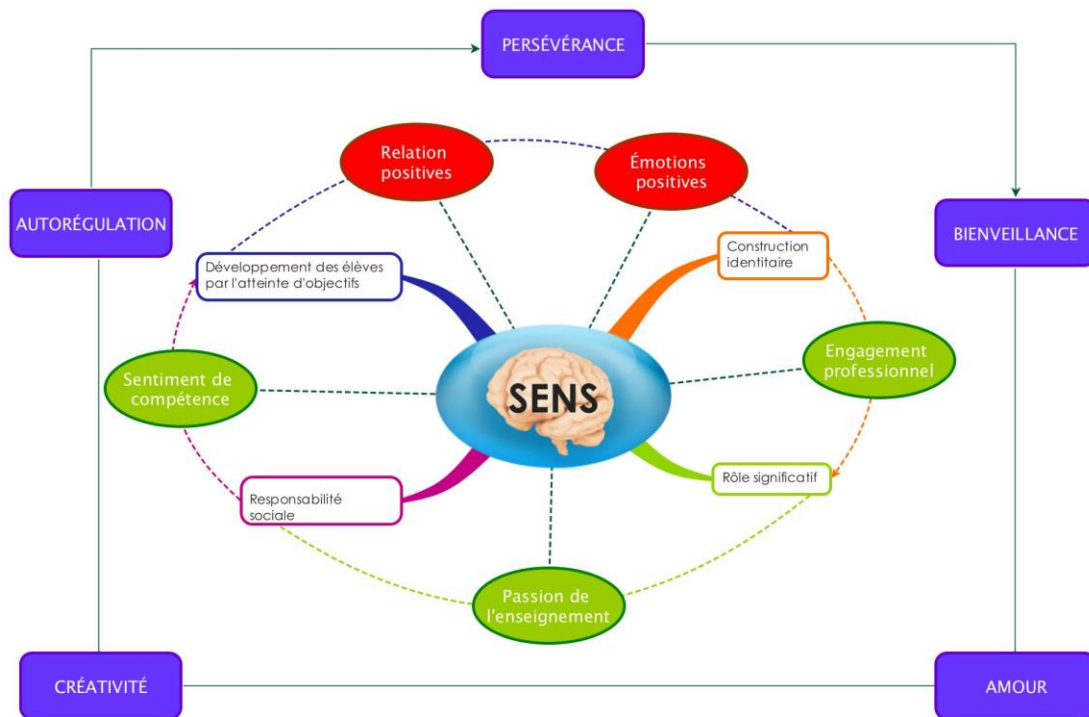 PERSÉVÉRANCE
Relation
positives
Émotions
positives
AUTORÉGULATION
BIENVEILLANCE
Développement des élèves
par l'atteinte d'objectifs
Construction
identitaire
Sentiment de
compétence
SENS
Engagement
professionnel
Responsabilité
sociale
Rôle significatif
Passion de
l'enseignement
CRÉATIVITÉ
AMOUR